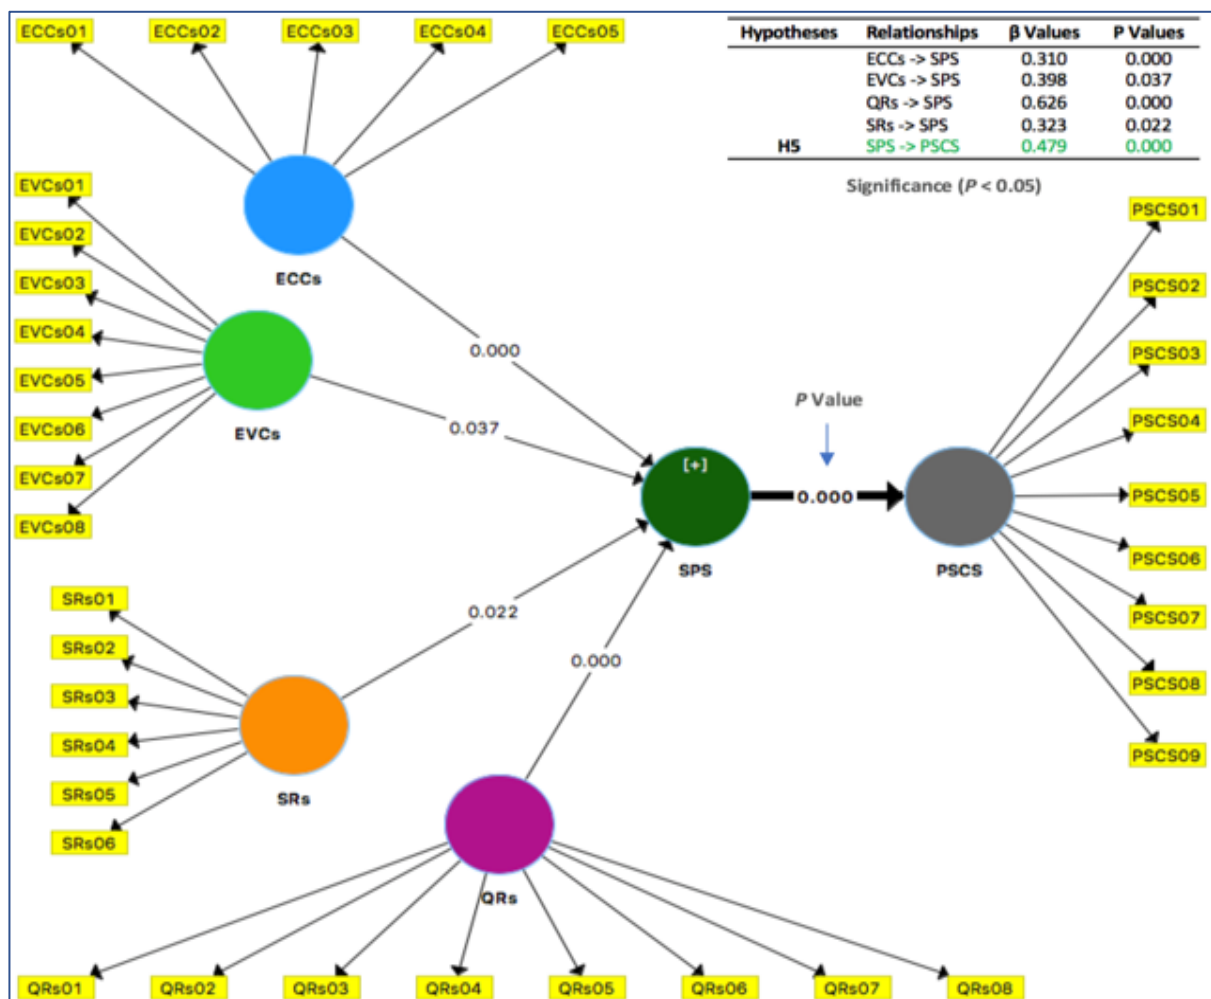 ECCs01 ECCs02 ECCs03 ECCs04 ECCs05
Hypotheses Relationships β Values P Values
ECCs -> SPS 0.310 0.000
EVCs -> SPS 0.398 0.037
QRs -> SPS 0.626 0.000
SRs -> SPS 0.323 0.022
H5 SPS -> PSCS 0.479 0.000
Significance (P < 0.05)
EVCs01
EVCs02
EVCs03
EVCs04
EVCs05
EVCs06
EVCs07
EVCs08
ECCs
EVCs
0.000
0.037
P Value
[+]
0.000
SPS
PSCS
PSCS01
PSCS02
PSCS03
PSCS04
PSCS05
PSCS06
PSCS07
PSCS08
PSCS09
SRs01
SRs02
SRs03
SRs04
SRs05
SRs06
SRs
0.022
0.000
QRs
QRs01 QRs02 QRs03 QRs04 QRs05 QRs06 QRs07 QRs08